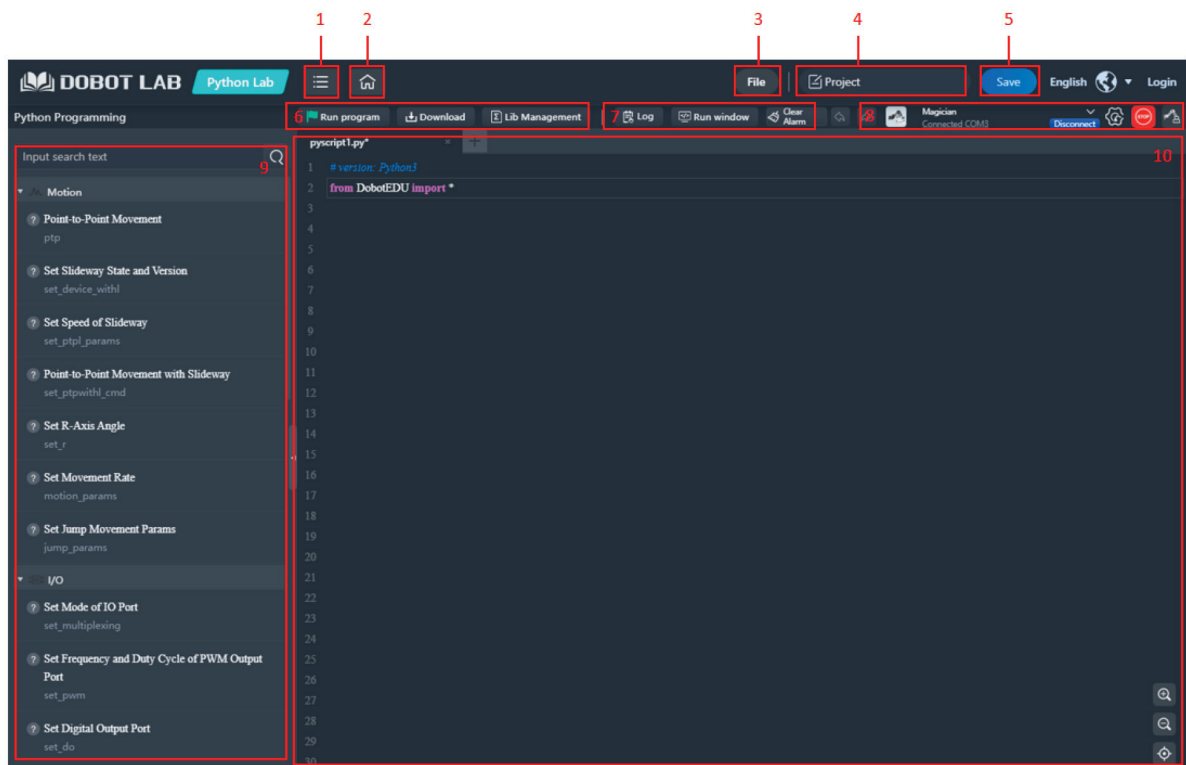 1 2 3 4 5
DOBOT LAB Python Lab File Project Save English Login
Python Programming 6 Run program Download Lib Management 7 Log Run window Clear Alarm 8 Magician Connected COM3 Disconnect STOP
Input search text 9
pyscript1.py* × + 10
1 # version: Python3
2 from DobotEDU import *
3
4
5
6
7
8
9
10
11
12
13
14
15
16
17
18
19
20
21
22
23
24
25
26
27
28
29
30
Motion
? Point-to-Point Movement
ptp
? Set Slideway State and Version
set_device_withl
? Set Speed of Slideway
set_ptpl_params
? Point-to-Point Movement with Slideway
set_ptpwithl_cmd
? Set R-Axis Angle
set_r
? Set Movement Rate
motion_params
? Set Jump Movement Params
jump_params
I/O
? Set Mode of IO Port
set_multiplexing
? Set Frequency and Duty Cycle of PWM Output
Port
set_pwm
? Set Digital Output Port
set_do